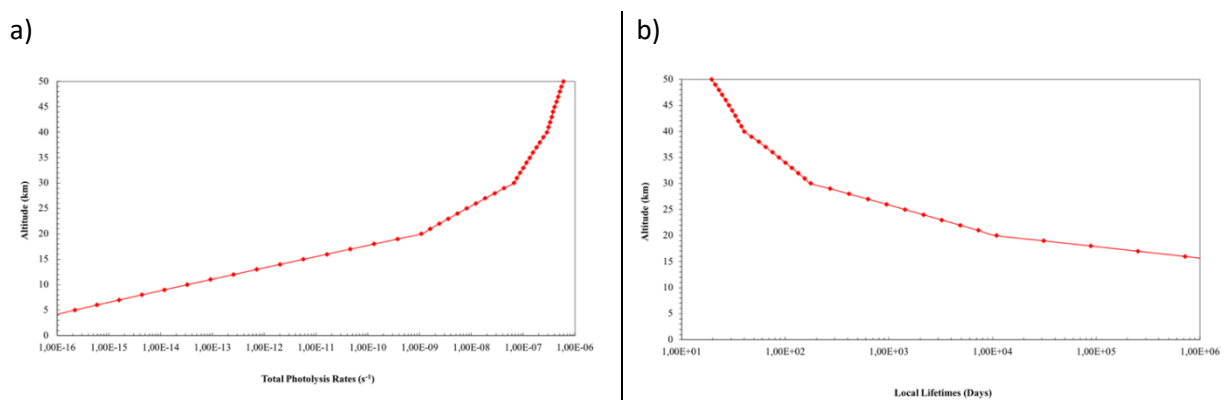 a)
50
45
40
35
30
25
20
15
10
5
0
Altitude (km)
1,00E-16 1,00E-15 1,00E-14 1,00E-13 1,00E-12 1,00E-11 1,00E-10 1,00E-09 1,00E-08 1,00E-07 1,00E-06
Total Photolysis Rates (s⁻¹)
b)
50
45
40
35
30
25
20
15
10
5
0
Altitude (km)
1,00E+01 1,00E+02 1,00E+03 1,00E+04 1,00E+05 1,00E+06
Local Lifetimes (Days)